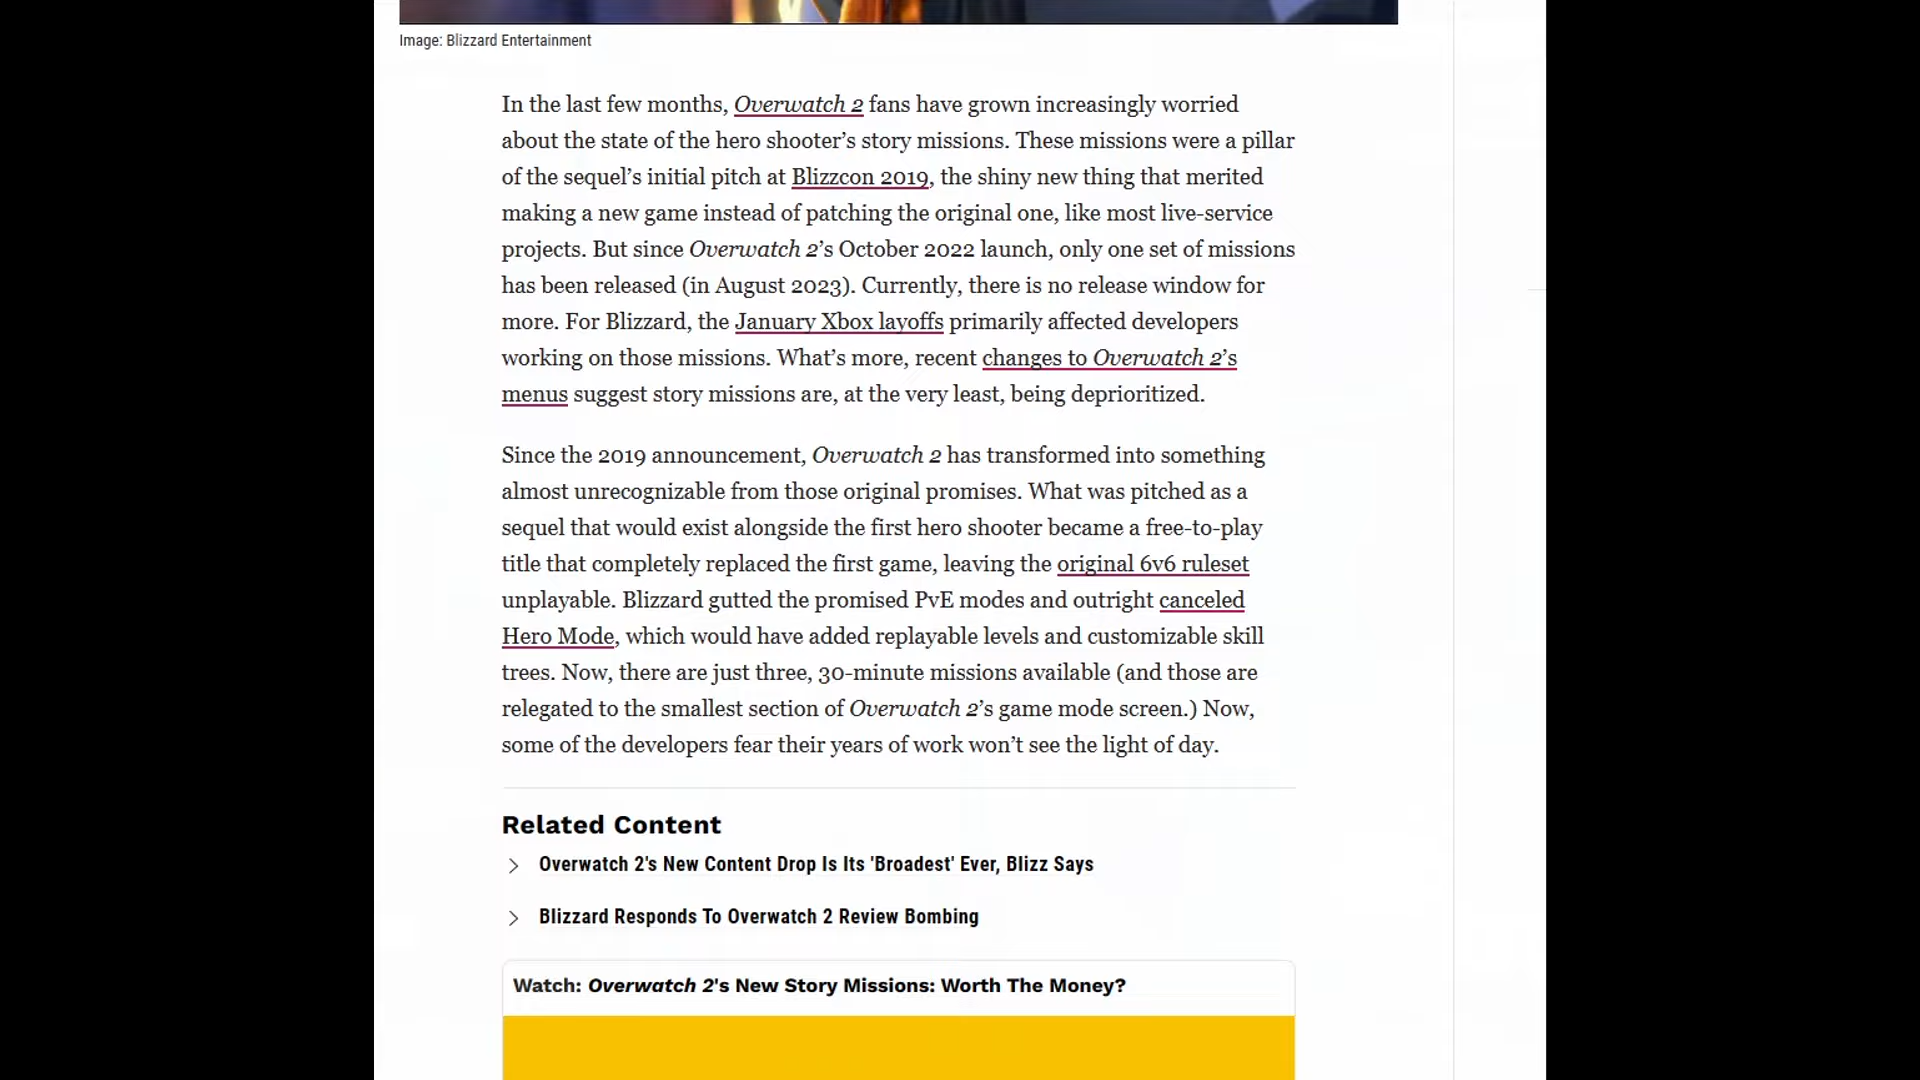 Image: Blizzard Entertainment
In the last few months, Overwatch 2 fans have grown increasingly worried
about the state of the hero shooter’s story missions. These missions were a pillar
of the sequel’s initial pitch at Blizzcon 2019, the shiny new thing that merited
making a new game instead of patching the original one, like most live-service
projects. But since Overwatch 2’s October 2022 launch, only one set of missions
has been released (in August 2023). Currently, there is no release window for
more. For Blizzard, the January Xbox layoffs primarily affected developers
working on those missions. What’s more, recent changes to Overwatch 2’s
menus suggest story missions are, at the very least, being deprioritized.
Since the 2019 announcement, Overwatch 2 has transformed into something
almost unrecognizable from those original promises. What was pitched as a
sequel that would exist alongside the first hero shooter became a free-to-play
title that completely replaced the first game, leaving the original 6v6 ruleset
unplayable. Blizzard gutted the promised PvE modes and outright canceled
Hero Mode, which would have added replayable levels and customizable skill
trees. Now, there are just three, 30-minute missions available (and those are
relegated to the smallest section of Overwatch 2’s game mode screen.) Now,
some of the developers fear their years of work won’t see the light of day.
Related Content
Overwatch 2's New Content Drop Is Its 'Broadest' Ever, Blizz Says
Blizzard Responds To Overwatch 2 Review Bombing
Watch: Overwatch 2's New Story Missions: Worth The Money?